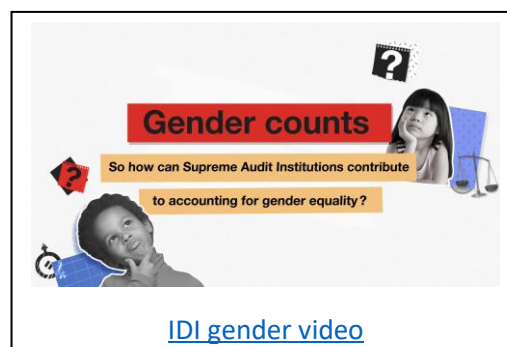 ?
Gender counts
So how can Supreme Audit Institutions contribute
?
to accounting for gender equality?
IDI gender video